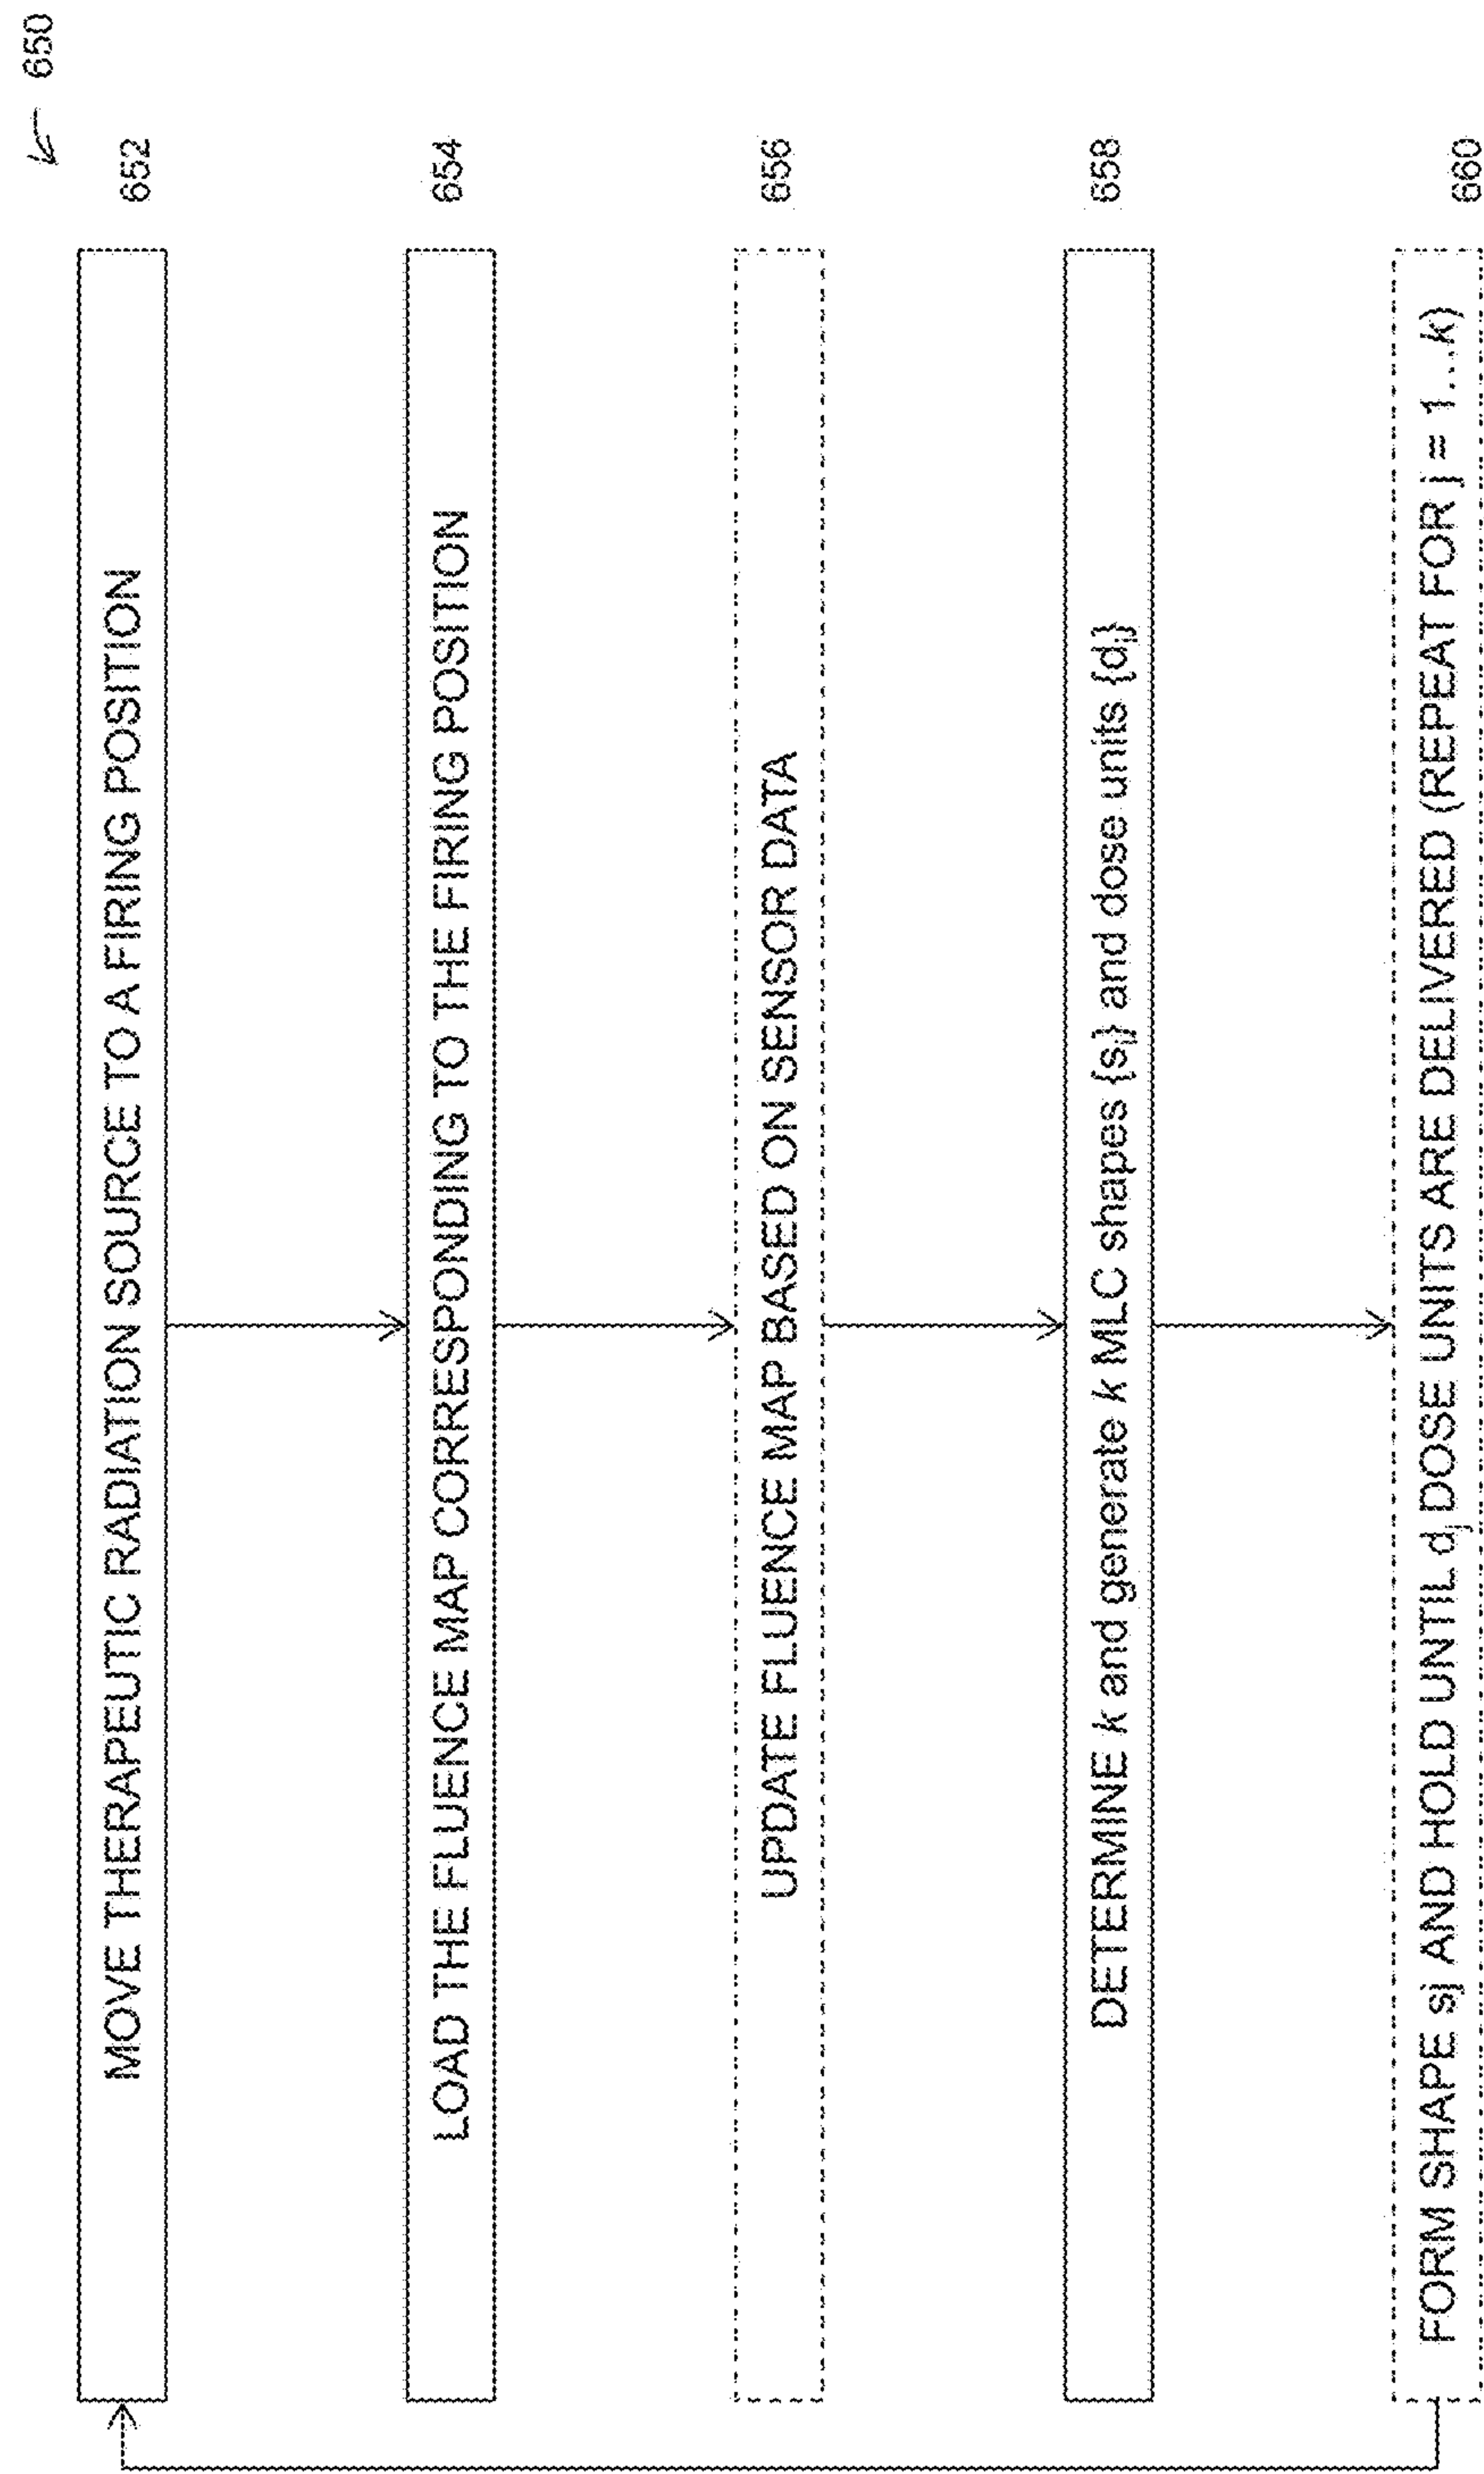 650
MOVE THERAPEUTIC RADIATION SOURCE TO A FIRING POSITION
652
LOAD THE FLUENCE MAP CORRESPONDING TO THE FIRING POSITION
654
UPDATE FLUENCE MAP BASED ON SENSOR DATA
656
DETERMINE k and generate k MLC shapes {sj} and dose units {dj}
658
FORM SHAPE sj AND HOLD UNTIL dj DOSE UNITS ARE DELIVERED (REPEAT FOR j = 1...k)
660